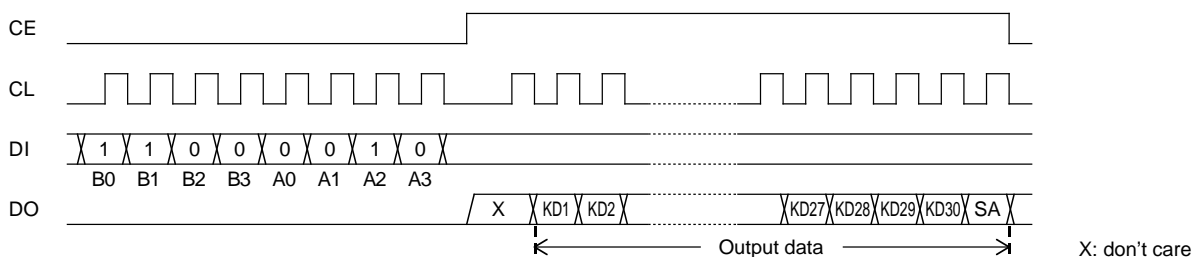 CE
CL
DI 1 1 0 0 0 0 1 0
B0 B1 B2 B3 A0 A1 A2 A3
DO X KD1 KD2 KD27 KD28 KD29 KD30 SA
Output data X: don't care